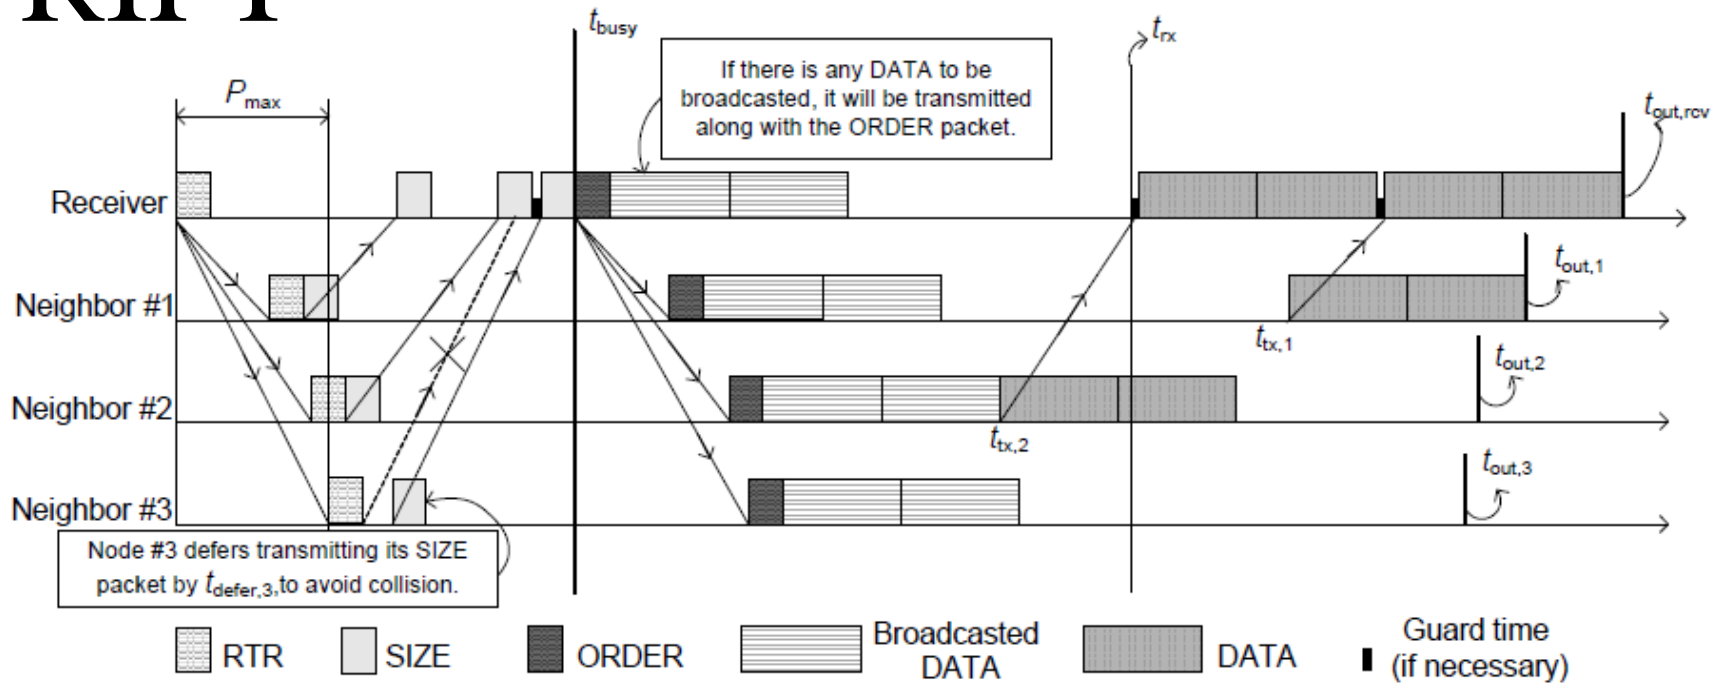 t_busy
t_rx
If there is any DATA to be
broadcasted, it will be transmitted
along with the ORDER packet.
P_max
t_out,rcv
Receiver
t_out,1
Neighbor #1
t_tx,1
t_out,2
Neighbor #2
t_tx,2
t_out,3
Neighbor #3
Node #3 defers transmitting its SIZE
packet by t_defer,3,to avoid collision.
RTR
SIZE
ORDER
Broadcasted
DATA
DATA
Guard time
(if necessary)